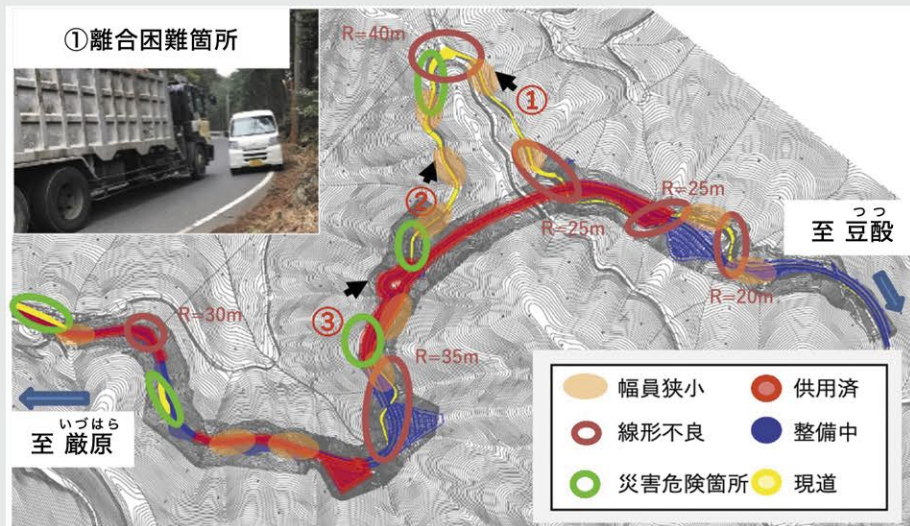 ①離合困難箇所
R=40m
①
②
R=25m
R=25m
つつ
至 豆酘
R=20m
③
R=30m
R=35m
いづはら
至 厳原
幅員狭小
供用済
線形不良
整備中
災害危険箇所
現道